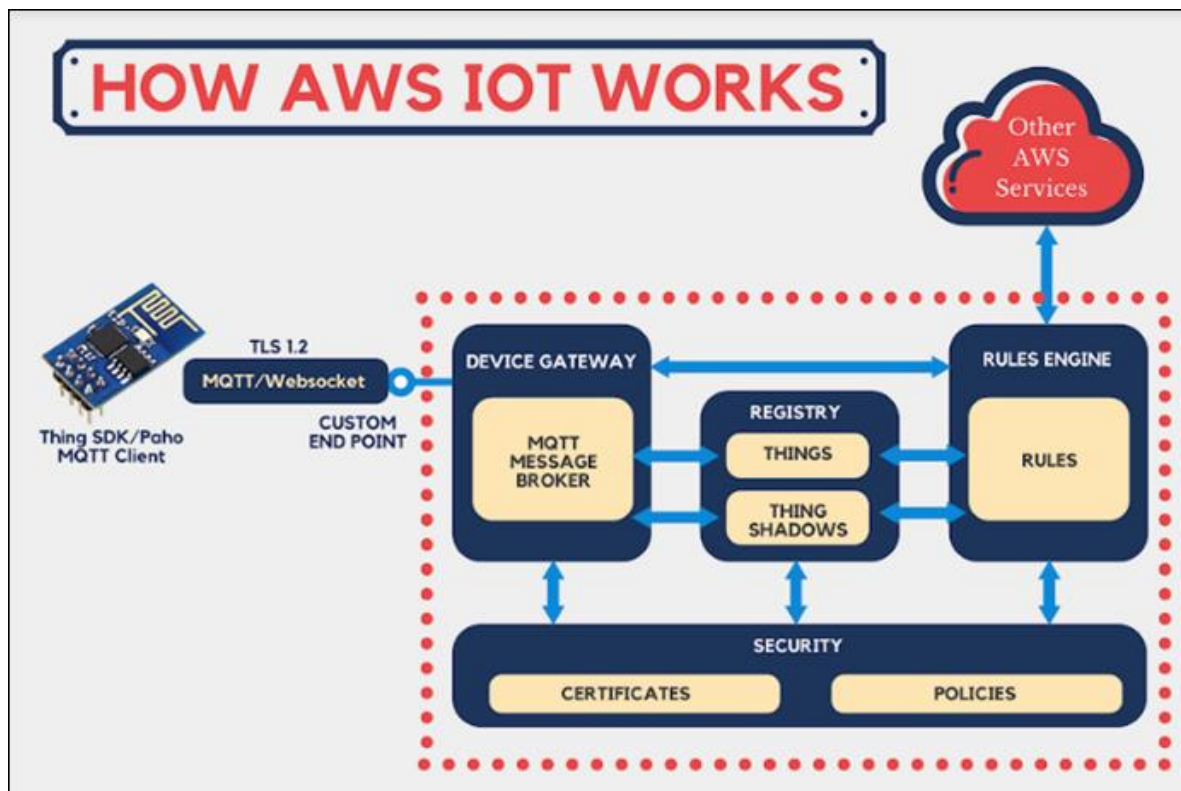 HOW AWS IOT WORKS
Other
AWS
Services
TLS 1.2
MQTT/Websocket
CUSTOM
END POINT
Thing SDK/Paho
MQTT Client
DEVICE GATEWAY
MQTT
MESSAGE
BROKER
REGISTRY
THINGS
THING
SHADOWS
RULES ENGINE
RULES
SECURITY
CERTIFICATES
POLICIES